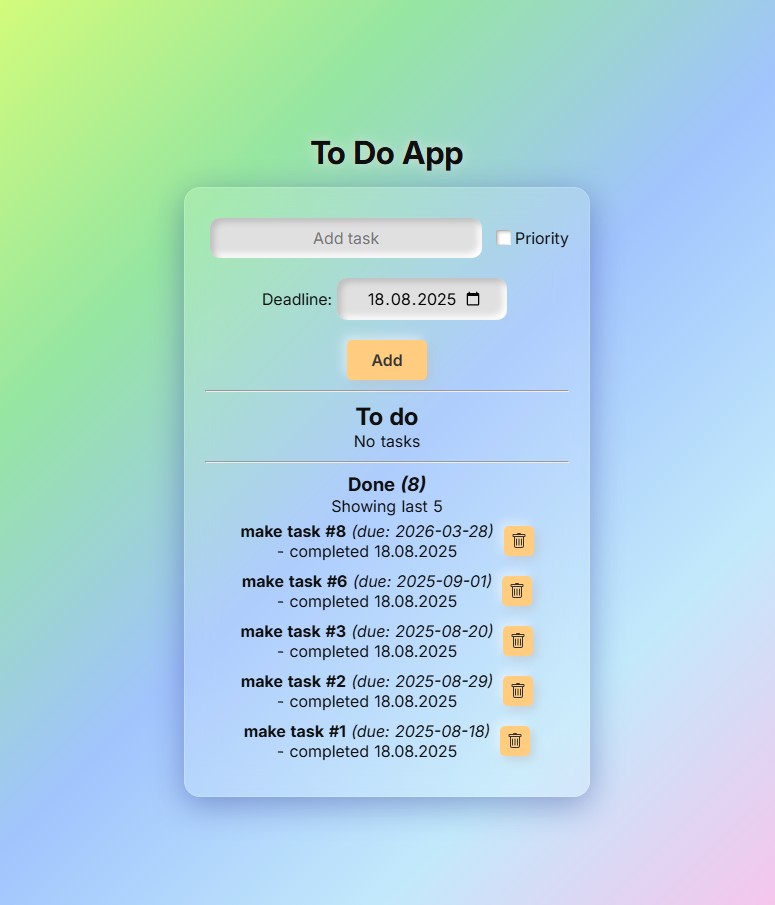 To Do App
Add task
Priority
Deadline: 18.08.2025
Add
To do
No tasks
Done (8)
Showing last 5
make task #8 (due: 2026-03-28)
- completed 18.08.2025
make task #6 (due: 2025-09-01)
- completed 18.08.2025
make task #3 (due: 2025-08-20)
- completed 18.08.2025
make task #2 (due: 2025-08-29)
- completed 18.08.2025
make task #1 (due: 2025-08-18)
- completed 18.08.2025